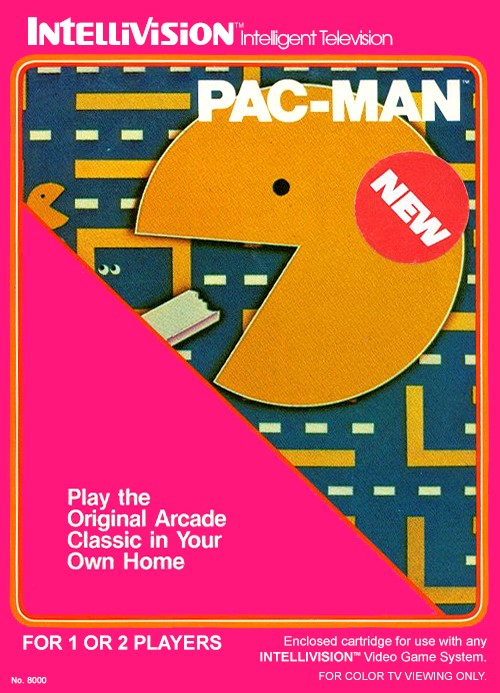 INTELLIVISION™ Intelligent Television
PAC-MAN™
NEW
Play the
Original Arcade
Classic in Your
Own Home
FOR 1 OR 2 PLAYERS
Enclosed cartridge for use with any
INTELLIVISION™ Video Game System.
No. 8000
FOR COLOR TV VIEWING ONLY.